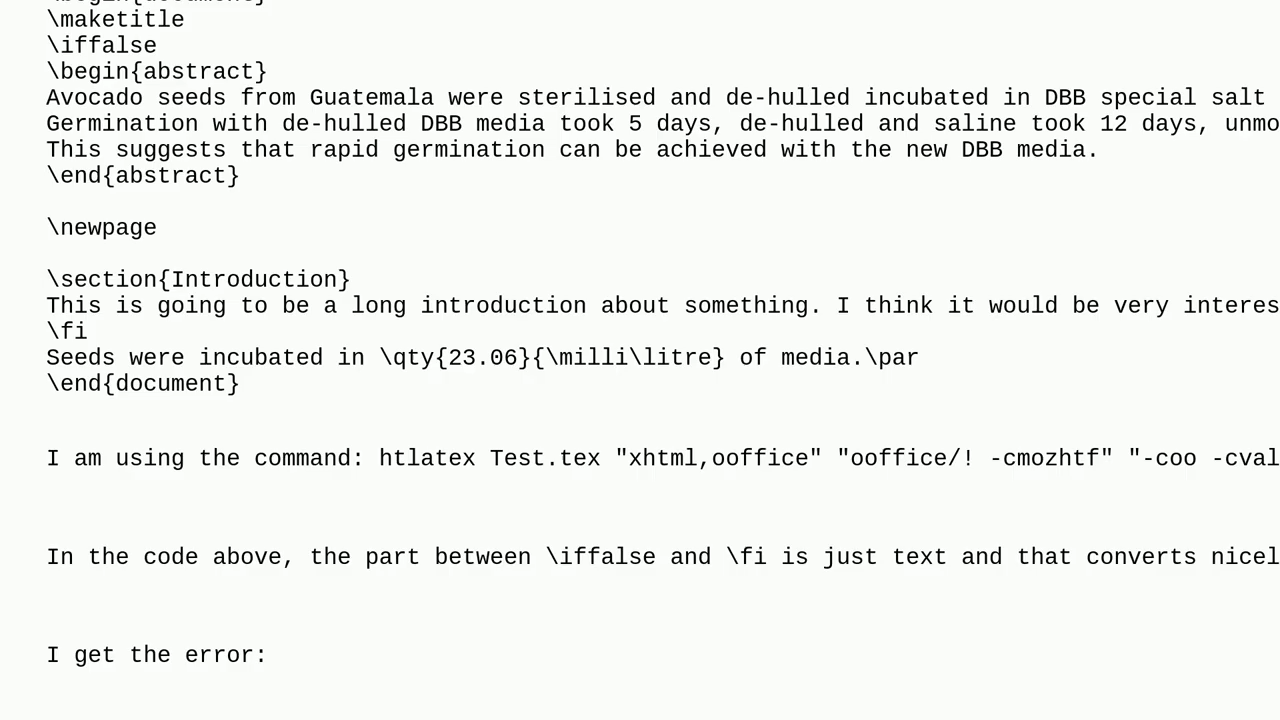 \maketitle
\iffalse
\begin{abstract}
Avocado seeds from Guatemala were sterilised and de-hulled incubated in DBB special salt
Germination with de-hulled DBB media took 5 days, de-hulled and saline took 12 days, unmo
This suggests that rapid germination can be achieved with the new DBB media.
\end{abstract}
\newpage
\section{Introduction}
This is going to be a long introduction about something. I think it would be very interes
\fi
Seeds were incubated in \qty{23.06}{\milli\litre} of media.\par
\end{document}
I am using the command: htlatex Test.tex "xhtml,ooffice" "ooffice/! -cmozhtf" "-coo -cval
In the code above, the part between \iffalse and \fi is just text and that converts nicel
I get the error: